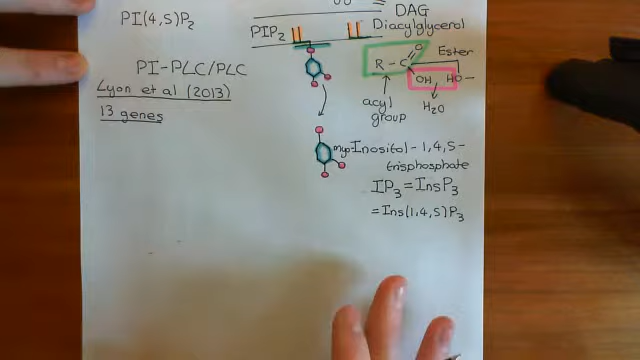 DAG
Diacylglycerol
PI(4,5)P2
PIP2
Ester
R - C
O
OH HO -
PI-PLC/PLC
Lyon et al (2013)
13 genes
acyl
group
H2O
myo-Inositol-1,4,5-
trisphosphate
IP3 = InsP3
= Ins(1,4,5)P3